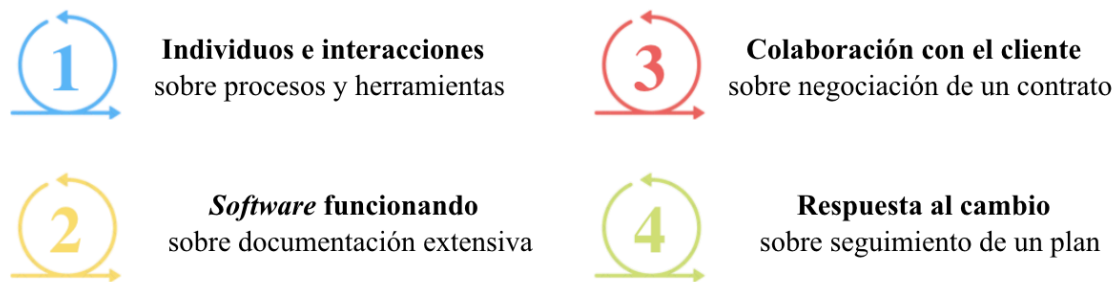 1
Individuos e interacciones
sobre procesos y herramientas
2
Software funcionando
sobre documentación extensiva
3
Colaboración con el cliente
sobre negociación de un contrato
4
Respuesta al cambio
sobre seguimiento de un plan